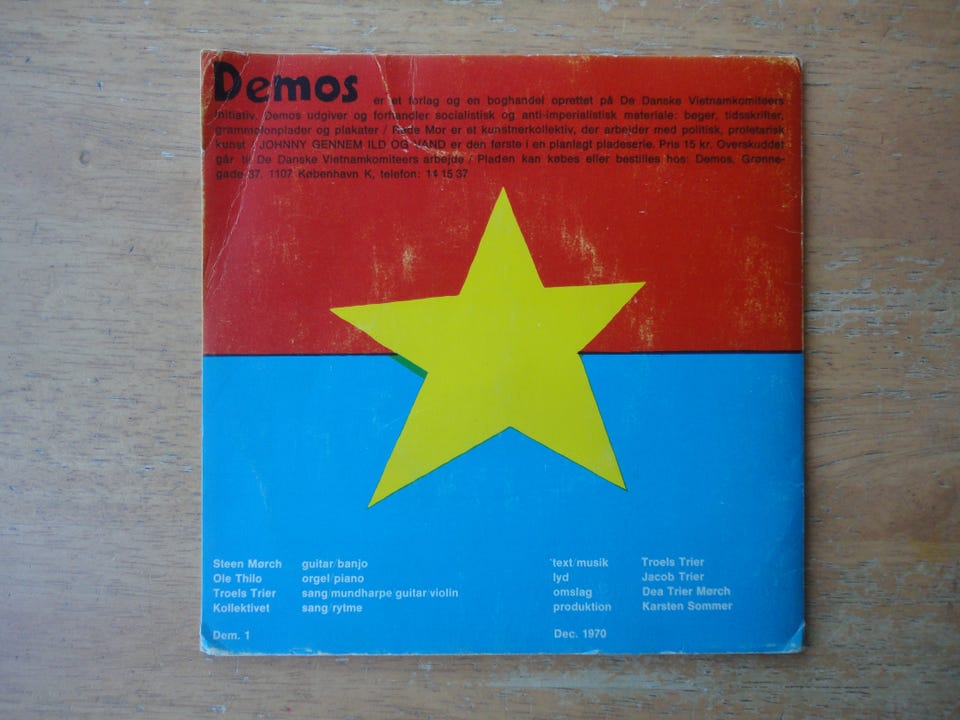 Demos er et forlag og en boghandel oprettet på De Danske Vietnamkomiteers
initiativ. Demos udgiver og forhandler socialistisk og anti-imperialistisk materiale: bøger, tidsskrifter,
grammofonplader og plakater / Røde Mor er et kunstnerkollektiv, der arbejder med politisk, proletarisk
kunst / JOHNNY GENNEM ILD OG VAND er den første i en planlagt pladeserie. Pris 15 kr. Overskuddet
går til De Danske Vietnamkomiteers arbejde / Pladen kan købes eller bestilles hos: Demos, Grønne-
gade 37, 1107 København K, telefon: 11 15 37
Steen Mørch guitar/banjo
Ole Thilo orgel/piano
Troels Trier sang/mundharpe/guitar/violin
Kollektivet sang/rytme
Dem. 1
text/musik Troels Trier
lyd Jacob Trier
omslag Dea Trier Mørch
produktion Karsten Sommer
Dec. 1970